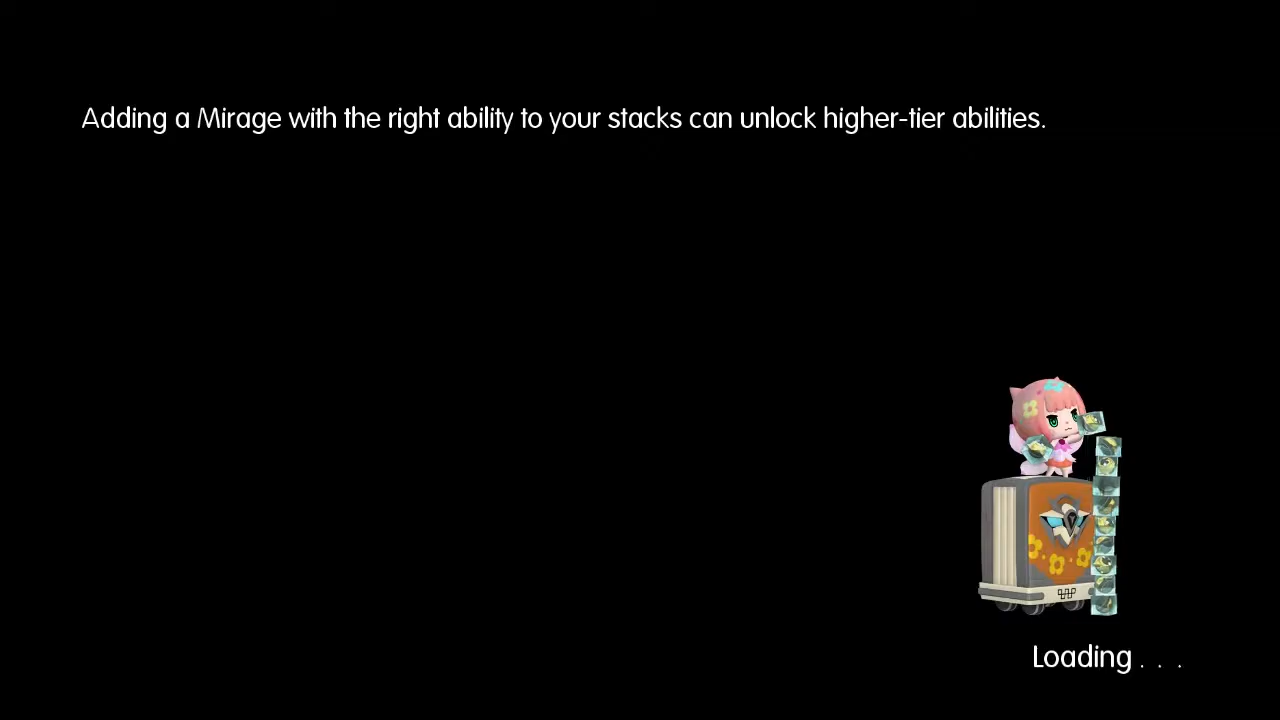 Adding a Mirage with the right ability to your stacks can unlock higher-tier abilities.
Loading . . .